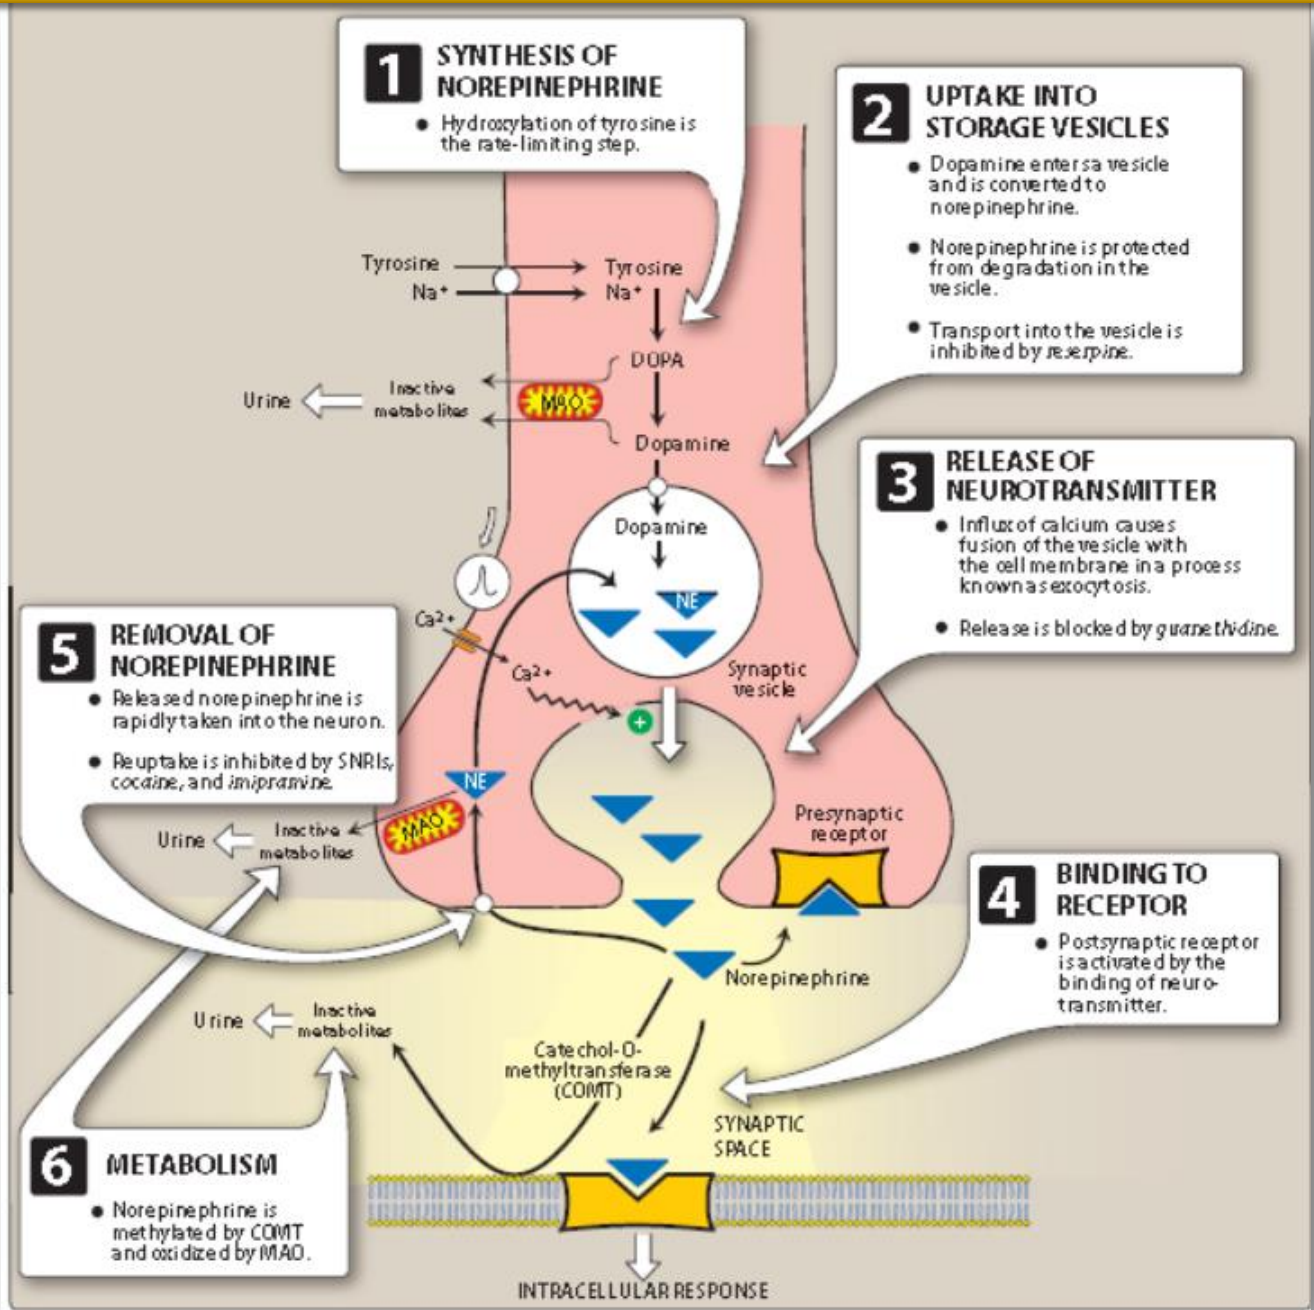 1
SYNTHESIS OF
NOREPINEPHRINE
• Hydroxylation of tyrosine is
the rate-limiting step.
2
UPTAKE INTO
STORAGE VESICLES
• Dopamine enters a vesicle
and is converted to
norepinephrine.
• Norepinephrine is protected
from degradation in the
vesicle.
• Transport into the vesicle is
inhibited by reserpine.
Tyrosine
Na+
Tyrosine
Na+
DOPA
MAO
Inactive
metabolites
Urine
Dopamine
Dopamine
NE
Synaptic
vesicle
3
RELEASE OF
NEUROTRANSMITTER
• Influx of calcium causes
fusion of the vesicle with
the cell membrane in a process
known as exocytosis.
• Release is blocked by guanethidine.
Ca2+
Ca2+
+
5
REMOVAL OF
NOREPINEPHRINE
• Released norepinephrine is
rapidly taken into the neuron.
• Reuptake is inhibited by SNRIs,
cocaine, and imipramine.
NE
MAO
Inactive
metabolites
Urine
Presynaptic
receptor
4
BINDING TO
RECEPTOR
• Postsynaptic receptor
is activated by the
binding of neuro-
transmitter.
Norepinephrine
Urine
Inactive
metabolites
Catechol-O-
methyltransferase
(COMT)
SYNAPTIC
SPACE
6
METABOLISM
• Norepinephrine is
methylated by COMT
and oxidized by MAO.
INTRACELLULAR RESPONSE